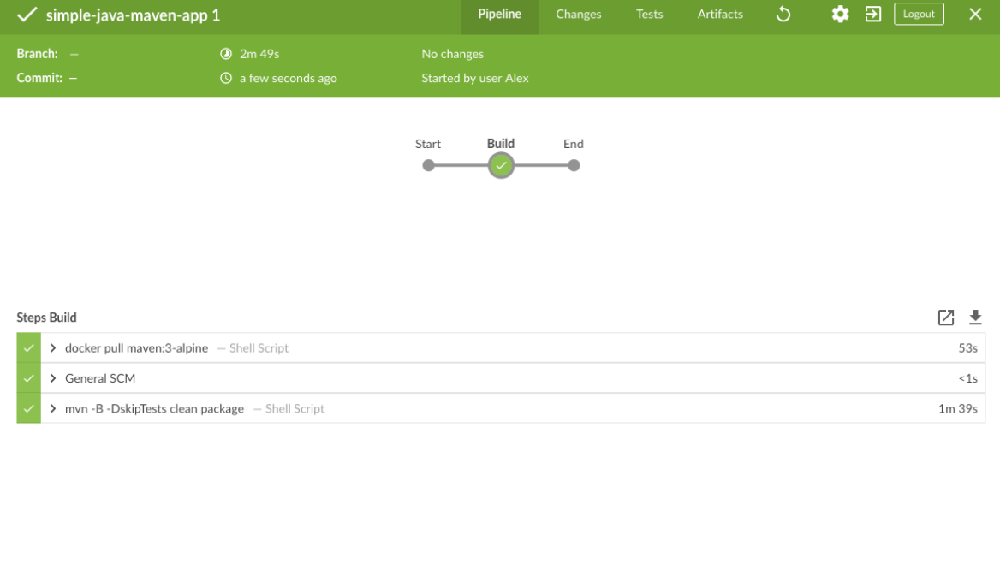 simple-java-maven-app 1 Pipeline Changes Tests Artifacts Logout
Branch: — 2m 49s No changes
Commit: — a few seconds ago Started by user Alex
Start Build End
Steps Build
docker pull maven:3-alpine — Shell Script 53s
General SCM <1s
mvn -B -DskipTests clean package — Shell Script 1m 39s